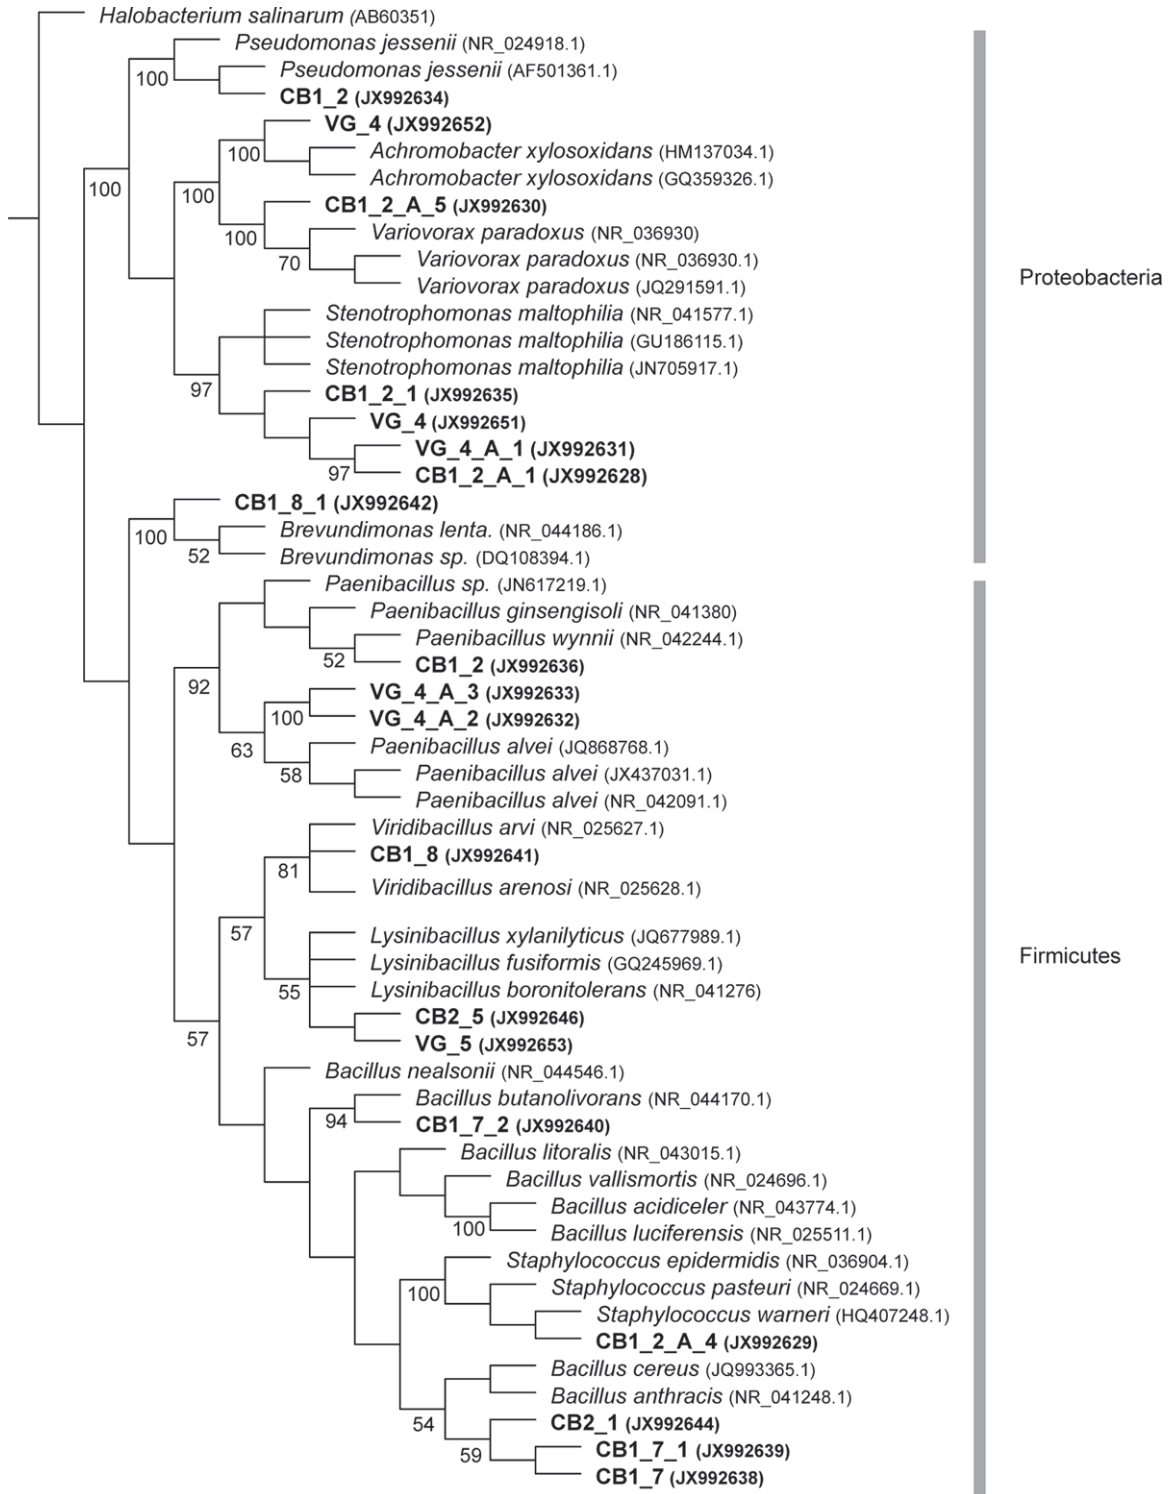 Halobacterium salinarum (AB60351)
Pseudomonas jessenii (NR_024918.1)
100
Pseudomonas jessenii (AF501361.1)
CB1_2 (JX992634)
VG_4 (JX992652)
100
Achromobacter xylosoxidans (HM137034.1)
Achromobacter xylosoxidans (GQ359326.1)
100
100
CB1_2_A_5 (JX992630)
100
Variovorax paradoxus (NR_036930)
70
Variovorax paradoxus (NR_036930.1)
Variovorax paradoxus (JQ291591.1)
Proteobacteria
Stenotrophomonas maltophilia (NR_041577.1)
Stenotrophomonas maltophilia (GU186115.1)
Stenotrophomonas maltophilia (JN705917.1)
97
CB1_2_1 (JX992635)
VG_4 (JX992651)
VG_4_A_1 (JX992631)
97
CB1_2_A_1 (JX992628)
CB1_8_1 (JX992642)
100
Brevundimonas lenta. (NR_044186.1)
52
Brevundimonas sp. (DQ108394.1)
Paenibacillus sp. (JN617219.1)
Paenibacillus ginsengisoli (NR_041380)
Paenibacillus wynnii (NR_042244.1)
52
CB1_2 (JX992636)
92
VG_4_A_3 (JX992633)
100
VG_4_A_2 (JX992632)
63
Paenibacillus alvei (JQ868768.1)
58
Paenibacillus alvei (JX437031.1)
Paenibacillus alvei (NR_042091.1)
Viridibacillus arvi (NR_025627.1)
CB1_8 (JX992641)
81
Viridibacillus arenosi (NR_025628.1)
57
Lysinibacillus xylanilyticus (JQ677989.1)
Firmicutes
Lysinibacillus fusiformis (GQ245969.1)
55
Lysinibacillus boronitolerans (NR_041276)
CB2_5 (JX992646)
57
VG_5 (JX992653)
Bacillus nealsonii (NR_044546.1)
Bacillus butanolivorans (NR_044170.1)
94
CB1_7_2 (JX992640)
Bacillus litoralis (NR_043015.1)
Bacillus vallismortis (NR_024696.1)
Bacillus acidiceler (NR_043774.1)
100
Bacillus luciferensis (NR_025511.1)
Staphylococcus epidermidis (NR_036904.1)
100
Staphylococcus pasteuri (NR_024669.1)
Staphylococcus warneri (HQ407248.1)
CB1_2_A_4 (JX992629)
Bacillus cereus (JQ993365.1)
Bacillus anthracis (NR_041248.1)
54
CB2_1 (JX992644)
59
CB1_7_1 (JX992639)
CB1_7 (JX992638)